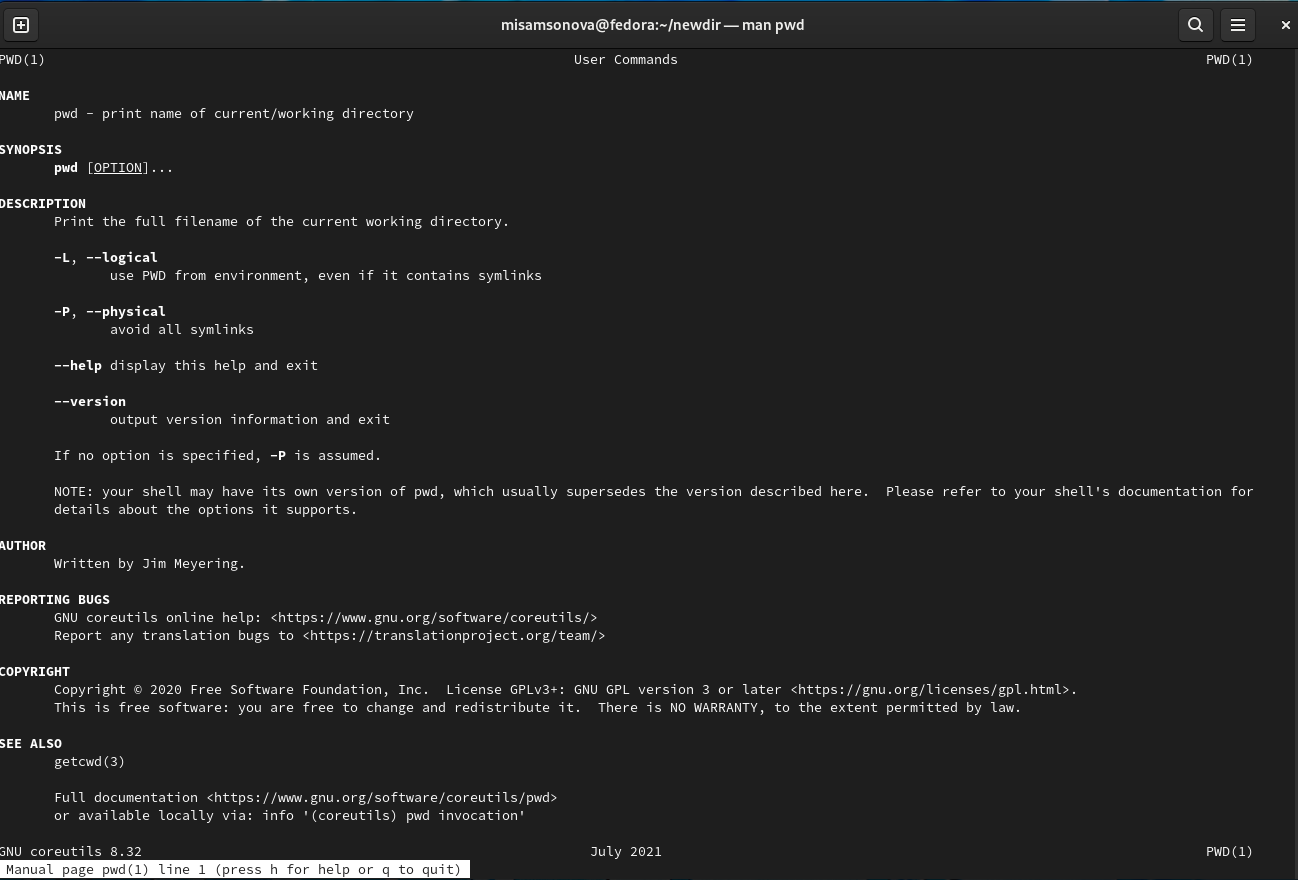 misamsonova@fedora:~/newdir — man pwd
PWD(1) User Commands PWD(1)
NAME
pwd - print name of current/working directory
SYNOPSIS
pwd [OPTION]...
DESCRIPTION
Print the full filename of the current working directory.
-L, --logical
use PWD from environment, even if it contains symlinks
-P, --physical
avoid all symlinks
--help display this help and exit
--version
output version information and exit
If no option is specified, -P is assumed.
NOTE: your shell may have its own version of pwd, which usually supersedes the version described here.  Please refer to your shell's documentation for
details about the options it supports.
AUTHOR
Written by Jim Meyering.
REPORTING BUGS
GNU coreutils online help: <https://www.gnu.org/software/coreutils/>
Report any translation bugs to <https://translationproject.org/team/>
COPYRIGHT
Copyright © 2020 Free Software Foundation, Inc.  License GPLv3+: GNU GPL version 3 or later <https://gnu.org/licenses/gpl.html>.
This is free software: you are free to change and redistribute it.  There is NO WARRANTY, to the extent permitted by law.
SEE ALSO
getcwd(3)
Full documentation <https://www.gnu.org/software/coreutils/pwd>
or available locally via: info '(coreutils) pwd invocation'
GNU coreutils 8.32 July 2021 PWD(1)
Manual page pwd(1) line 1 (press h for help or q to quit)